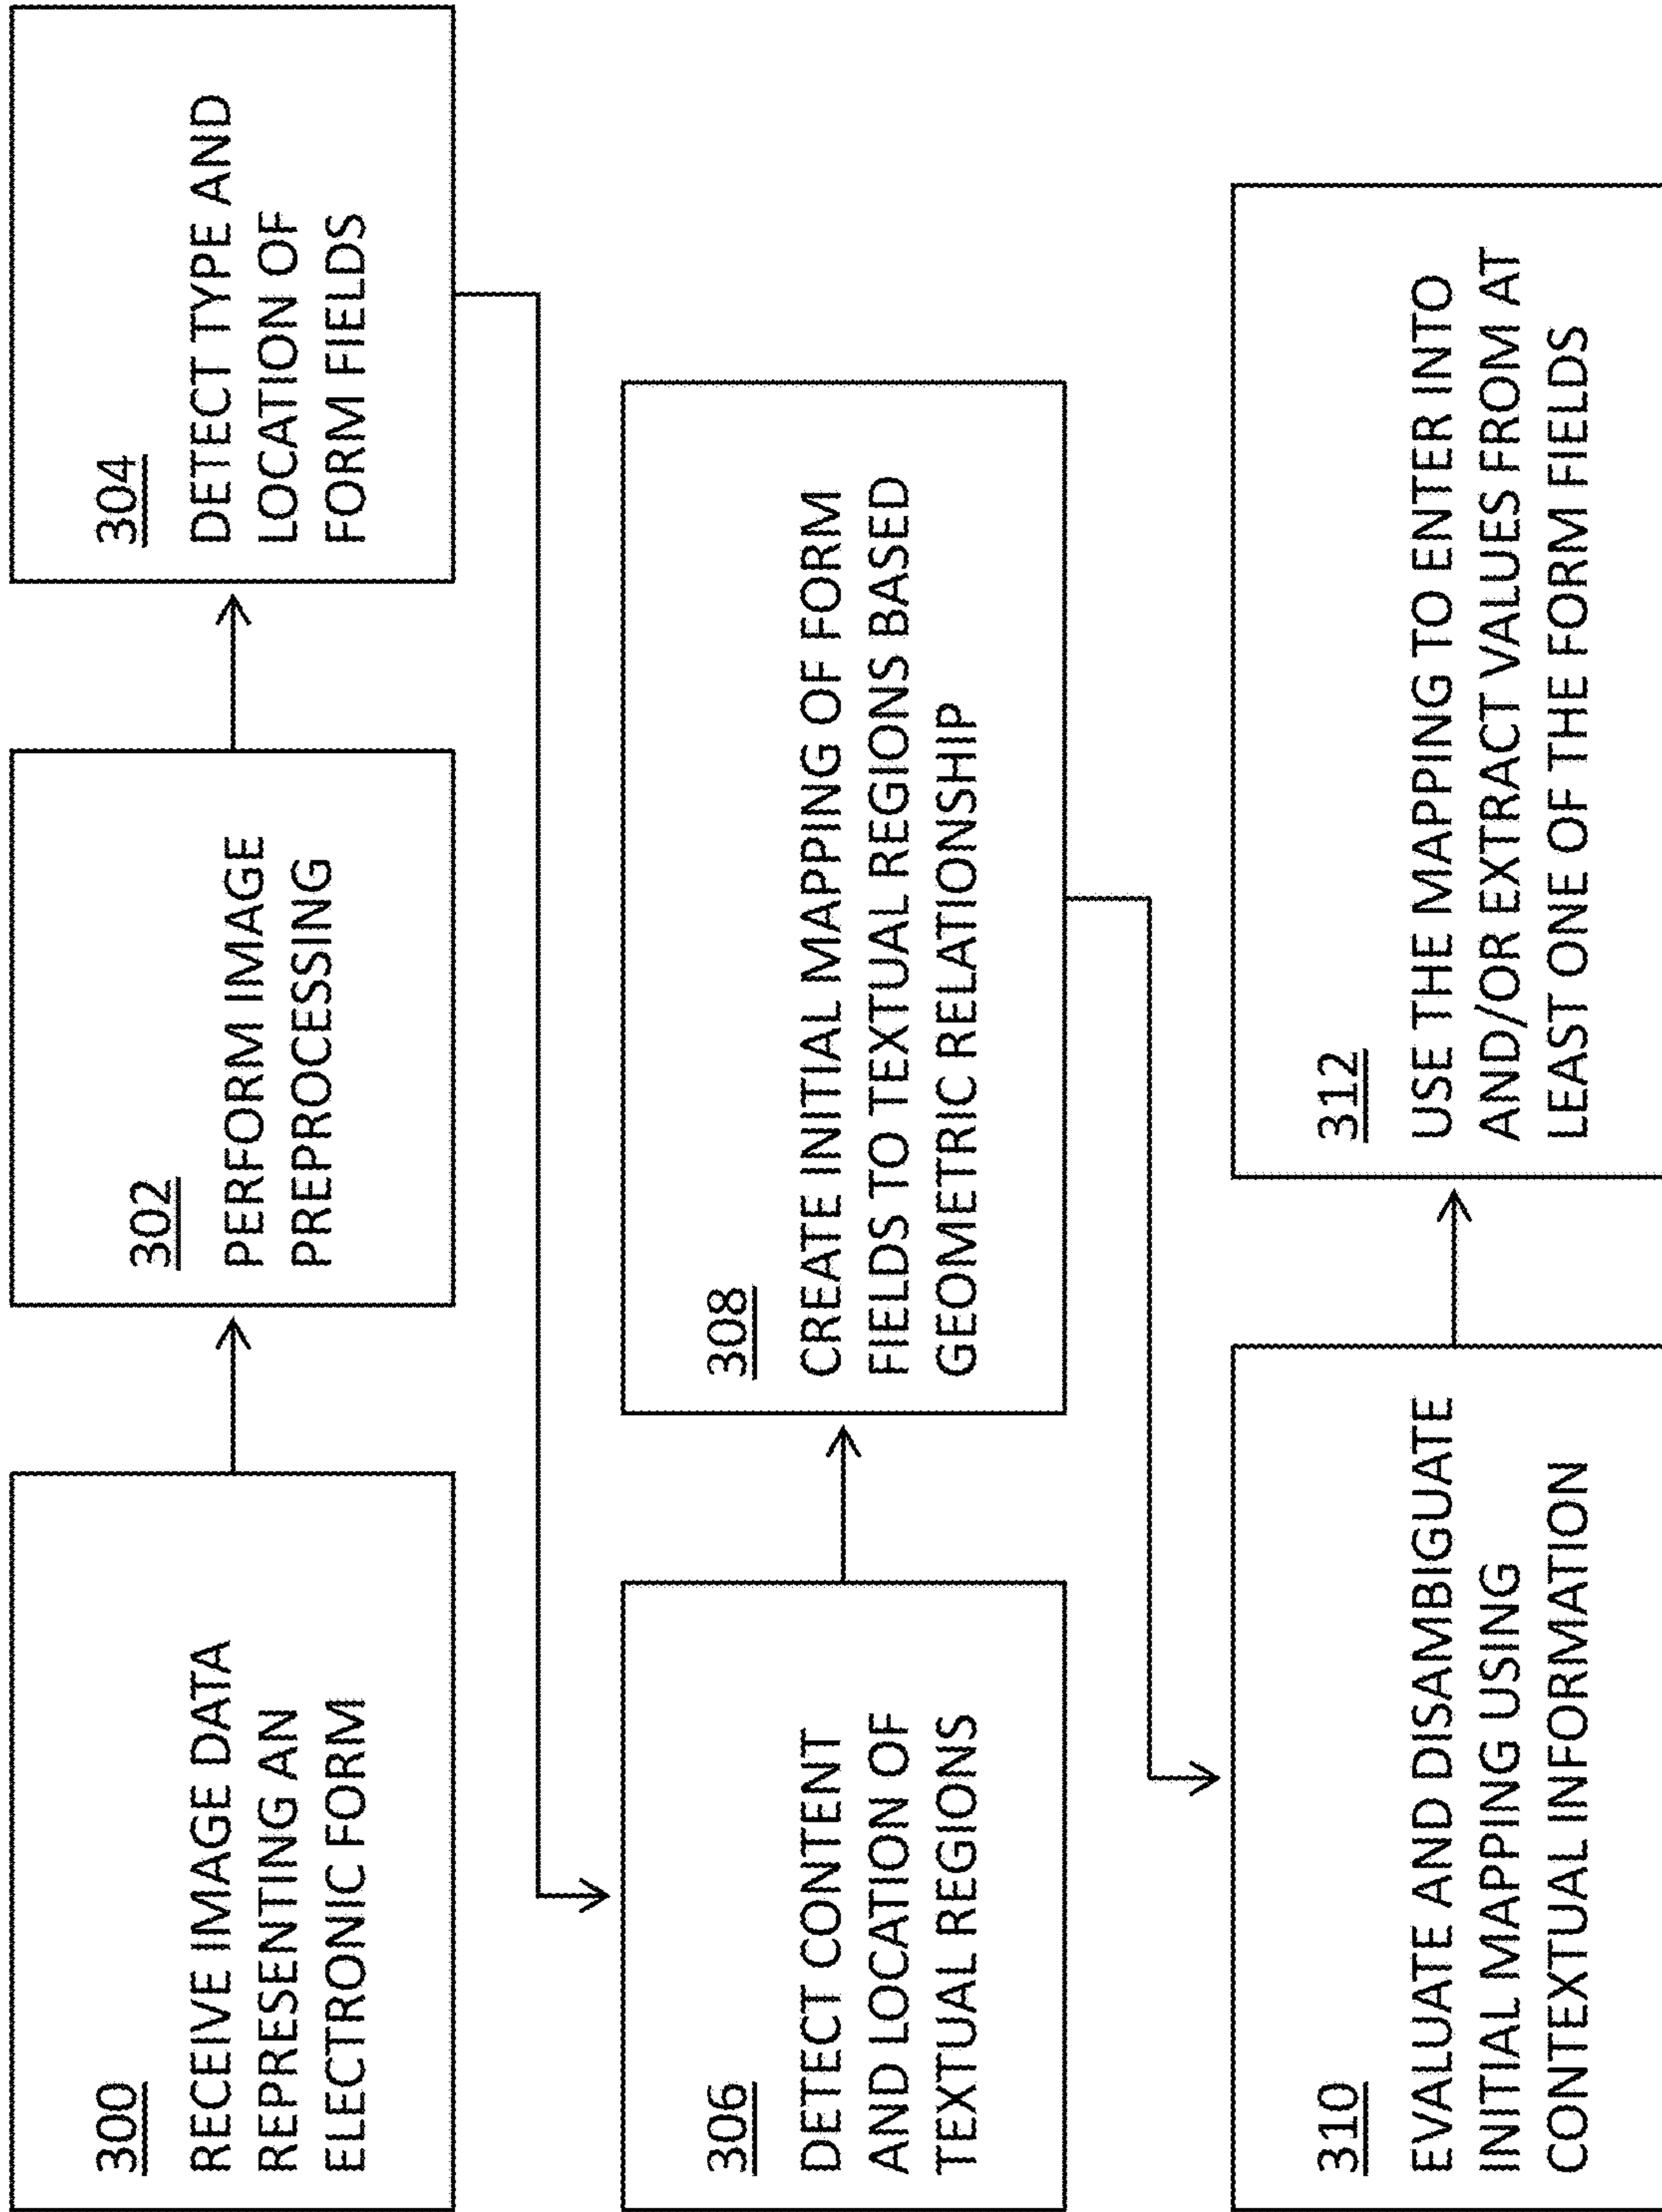 300
RECEIVE IMAGE DATA
REPRESENTING AN
ELECTRONIC FORM
302
PERFORM IMAGE
PREPROCESSING
304
DETECT TYPE AND
LOCATION OF
FORM FIELDS
306
DETECT CONTENT
AND LOCATION OF
TEXTUAL REGIONS
308
CREATE INITIAL MAPPING OF FORM
FIELDS TO TEXTUAL REGIONS BASED
GEOMETRIC RELATIONSHIP
310
EVALUATE AND DISAMBIGUATE
INITIAL MAPPING USING
CONTEXTUAL INFORMATION
312
USE THE MAPPING TO ENTER INTO
AND/OR EXTRACT VALUES FROM AT
LEAST ONE OF THE FORM FIELDS